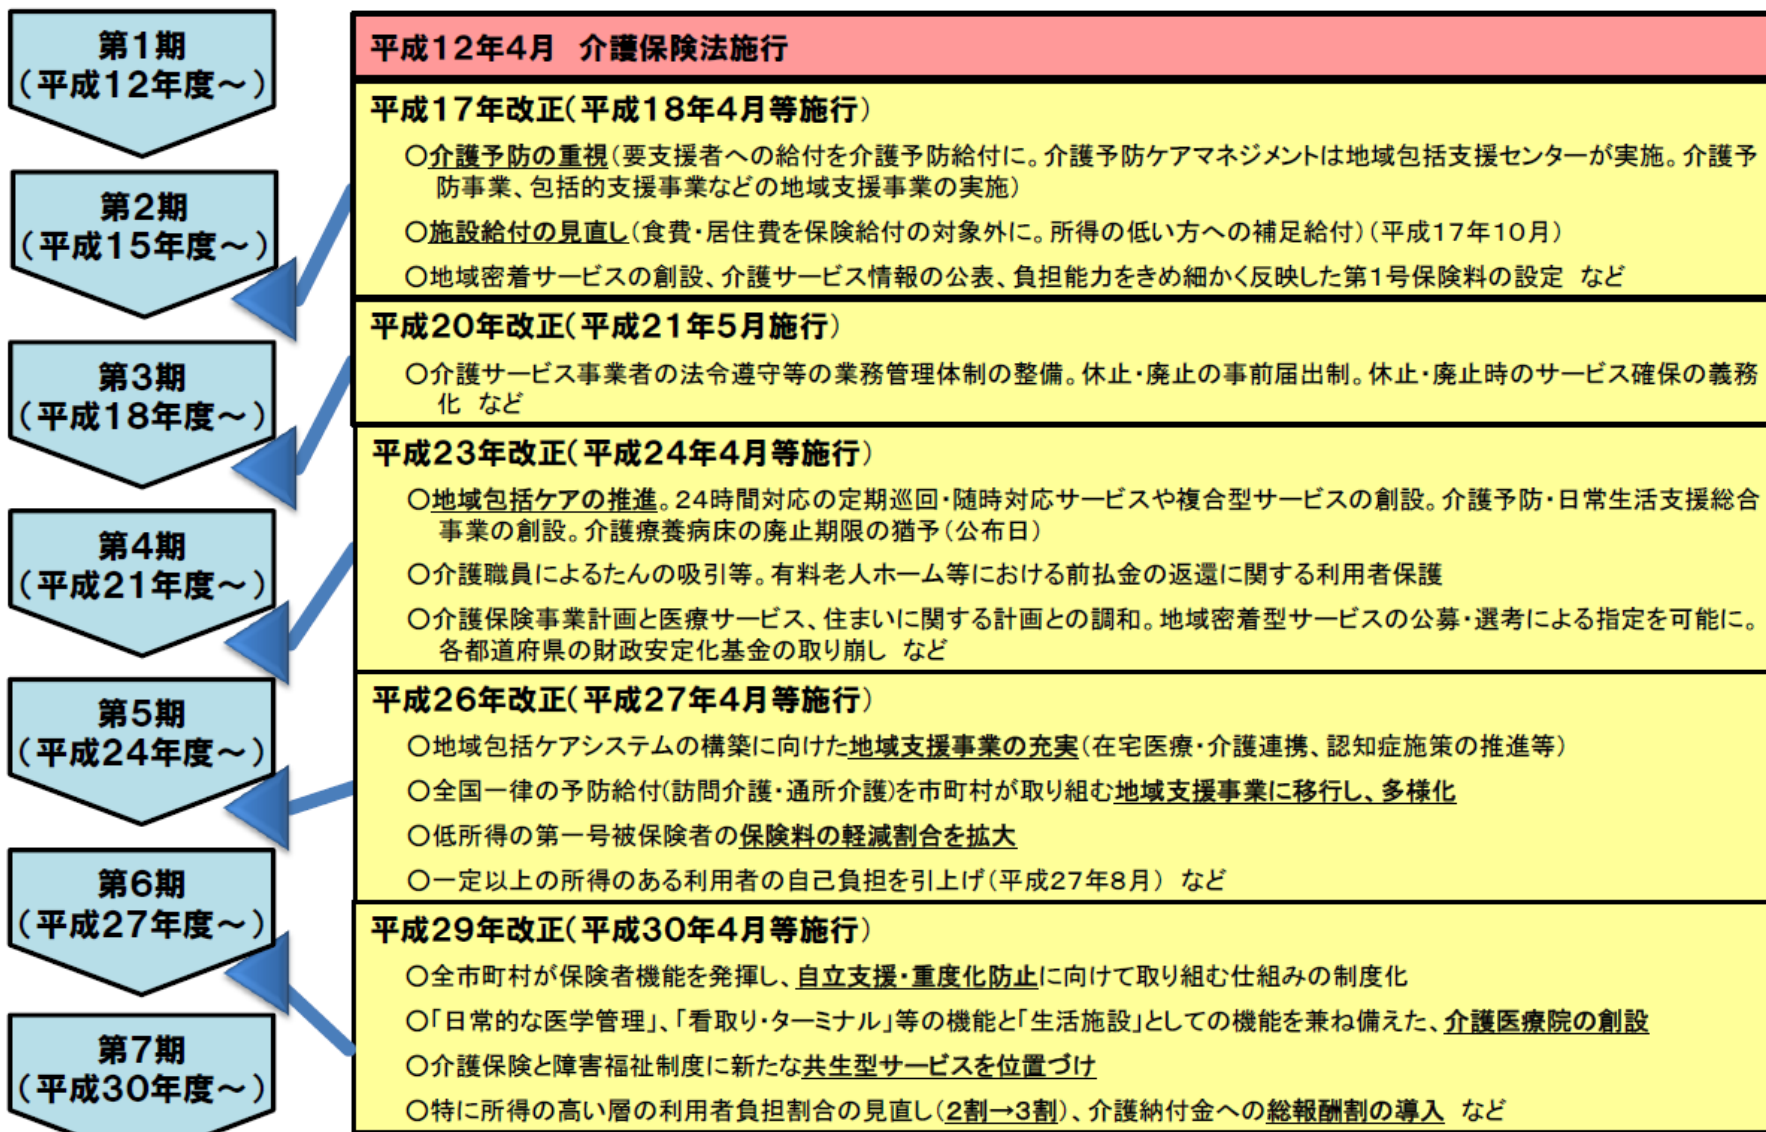 第1期
（平成12年度～）
第2期
（平成15年度～）
第3期
（平成18年度～）
第4期
（平成21年度～）
第5期
（平成24年度～）
第6期
（平成27年度～）
第7期
（平成30年度～）
平成12年4月　介護保険法施行
平成17年改正（平成18年4月等施行）
○介護予防の重視（要支援者への給付を介護予防給付に。介護予防ケアマネジメントは地域包括支援センターが実施。介護予
防事業、包括的支援事業などの地域支援事業の実施）
○施設給付の見直し（食費・居住費を保険給付の対象外に。所得の低い方への補足給付）（平成17年10月）
○地域密着サービスの創設、介護サービス情報の公表、負担能力をきめ細かく反映した第1号保険料の設定　など
平成20年改正（平成21年5月施行）
○介護サービス事業者の法令遵守等の業務管理体制の整備。休止・廃止の事前届出制。休止・廃止時のサービス確保の義務
化　など
平成23年改正（平成24年4月等施行）
○地域包括ケアの推進。24時間対応の定期巡回・随時対応サービスや複合型サービスの創設。介護予防・日常生活支援総合
事業の創設。介護療養病床の廃止期限の猶予（公布日）
○介護職員によるたんの吸引等。有料老人ホーム等における前払金の返還に関する利用者保護
○介護保険事業計画と医療サービス、住まいに関する計画との調和。地域密着型サービスの公募・選考による指定を可能に。
各都道府県の財政安定化基金の取り崩し　など
平成26年改正（平成27年4月等施行）
○地域包括ケアシステムの構築に向けた地域支援事業の充実（在宅医療・介護連携、認知症施策の推進等）
○全国一律の予防給付(訪問介護・通所介護)を市町村が取り組む地域支援事業に移行し、多様化
○低所得の第一号被保険者の保険料の軽減割合を拡大
○一定以上の所得のある利用者の自己負担を引上げ（平成27年8月）　など
平成29年改正（平成30年4月等施行）
○全市町村が保険者機能を発揮し、自立支援・重度化防止に向けて取り組む仕組みの制度化
○「日常的な医学管理」、「看取り・ターミナル」等の機能と「生活施設」としての機能を兼ね備えた、介護医療院の創設
○介護保険と障害福祉制度に新たな共生型サービスを位置づけ
○特に所得の高い層の利用者負担割合の見直し（2割→3割）、介護納付金への総報酬割の導入　など